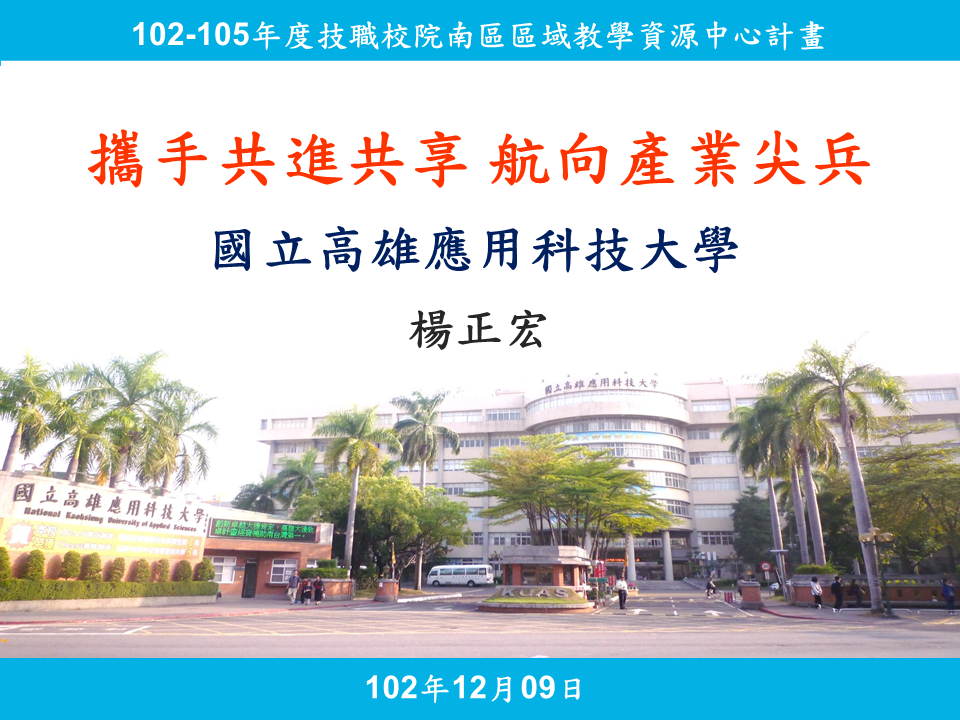 102-105年度技職校院南區區域教學資源中心計畫
攜手共進共享 航向產業尖兵
國立高雄應用科技大學
楊正宏
國立高雄應用科技大學
國立高雄應用科技大學
National Kaohsiung University of Applied Sciences
KUAS
102年12月09日